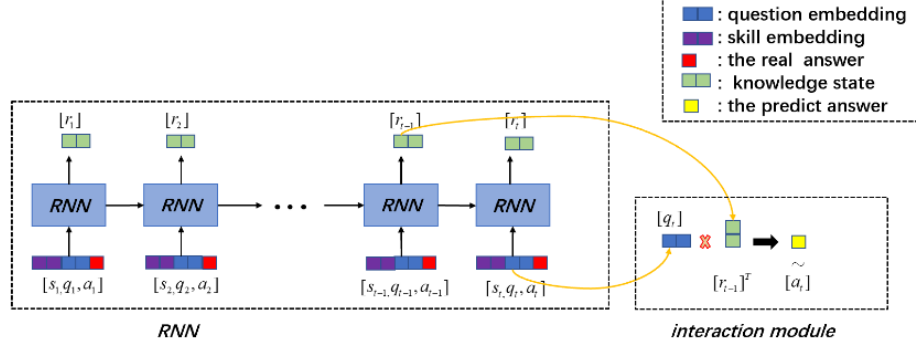 : question embedding
: skill embedding
: the real answer
: knowledge state
: the predict answer
[r₁] [r₂] [rₜ₋₁] [rₜ]
RNN RNN ... RNN RNN
[s₁,q₁,a₁] [s₂,q₂,a₂] [sₜ₋₁,qₜ₋₁,aₜ₋₁] [sₜ,qₜ,aₜ]
RNN
[qₜ]
×
[rₜ₋₁]ᵀ
~
[aₜ]
interaction module